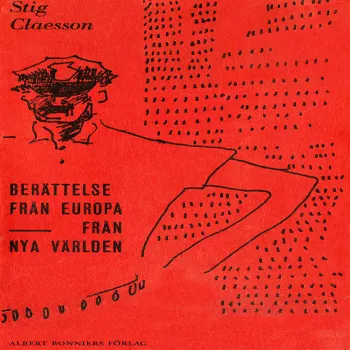 Stig
Claesson
BERÄTTELSE
FRÅN EUROPA
FRÅN
NYA VÄRLDEN
ALBERT BONNIERS FÖRLAG